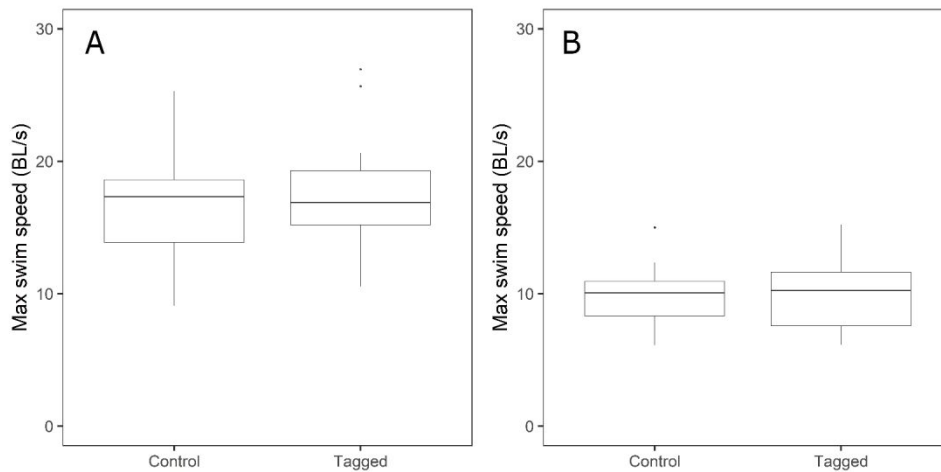 A
Max swim speed (BL/s)
30
20
10
0
Control
Tagged
B
Max swim speed (BL/s)
30
20
10
0
Control
Tagged